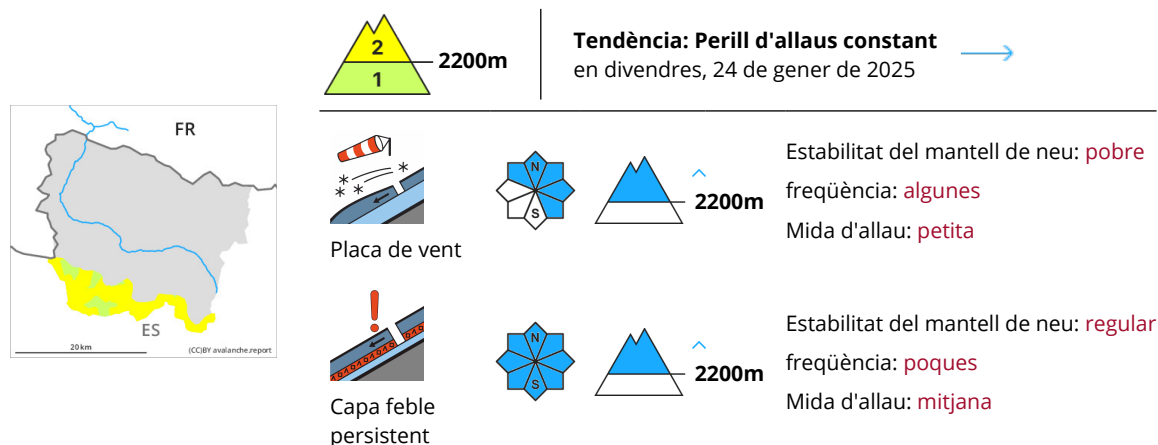 2
1
2200m
Tendència: Perill d'allaus constant
en divendres, 24 de gener de 2025
FR
ES
20 km
(CC)BY avalanche.report
Placa de vent
N
S
2200m
Estabilitat del mantell de neu: pobre
freqüència: algunes
Mida d'allau: petita
Capa feble
persistent
N
S
2200m
Estabilitat del mantell de neu: regular
freqüència: poques
Mida d'allau: mitjana